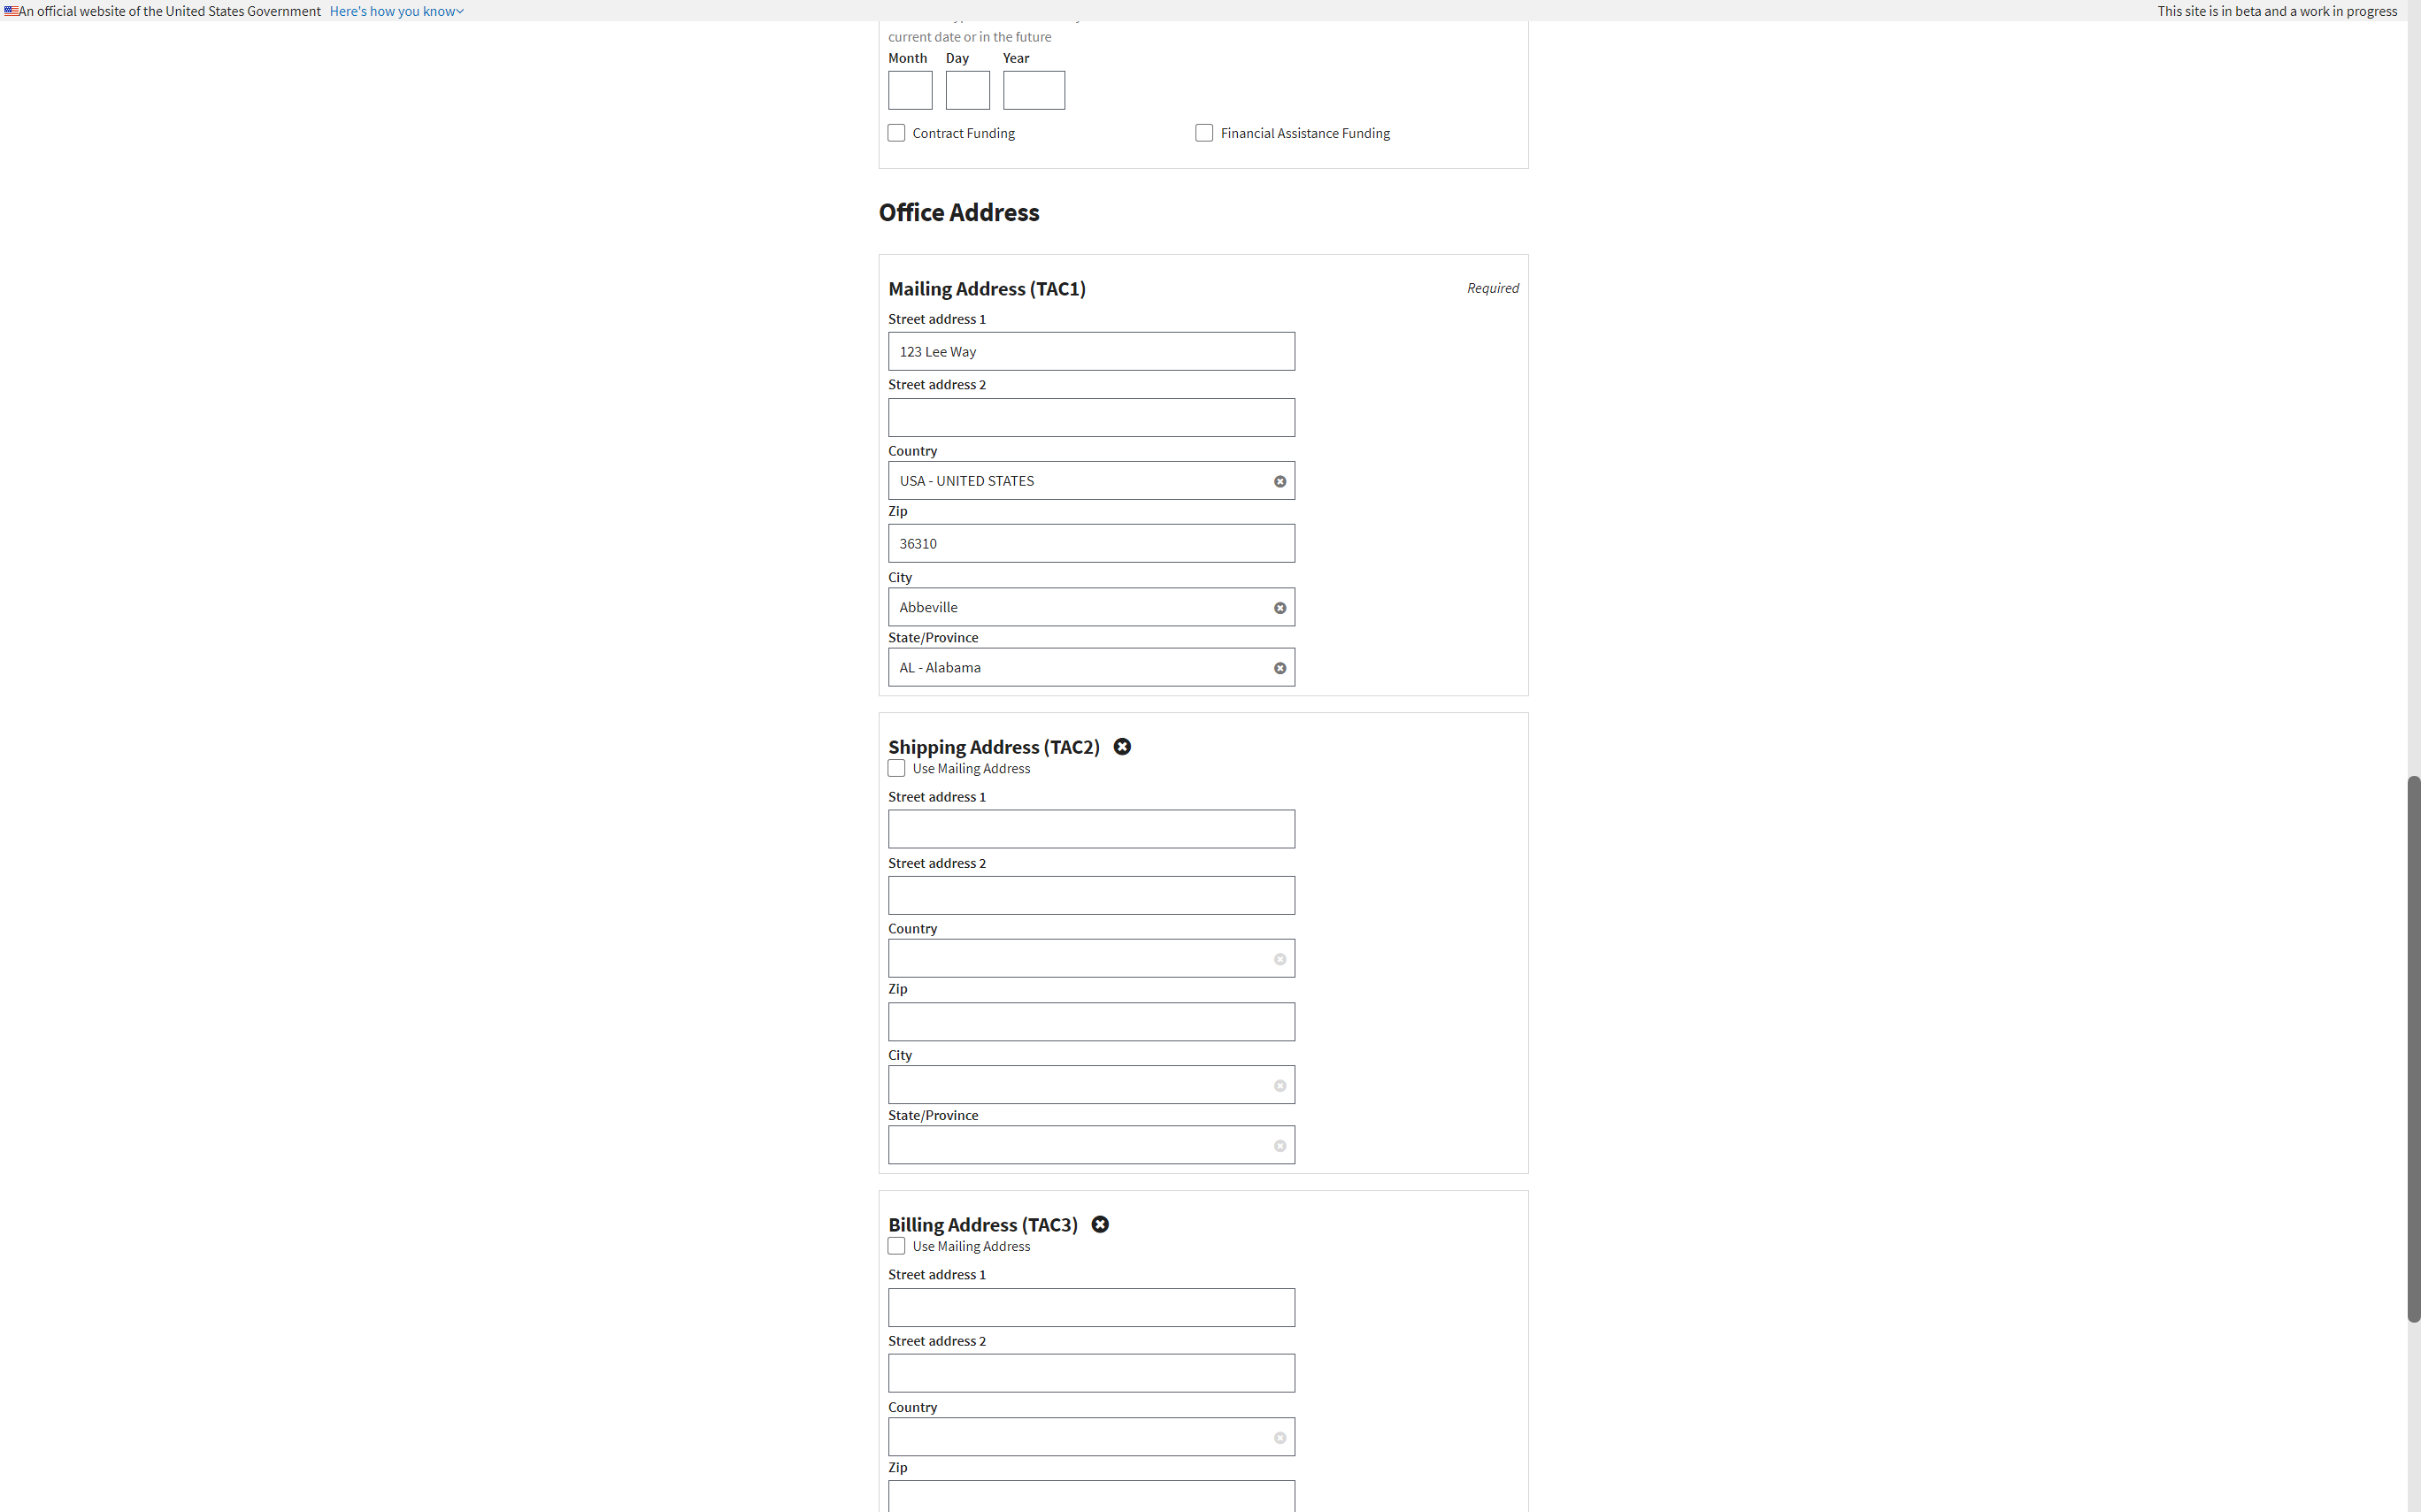 An official website of the United States Government Here's how you know
This site is in beta and a work in progress
current date or in the future
Month Day Year
Contract Funding Financial Assistance Funding
Office Address
Mailing Address (TAC1) Required
Street address 1
123 Lee Way
Street address 2
Country
USA - UNITED STATES
Zip
36310
City
Abbeville
State/Province
AL - Alabama
Shipping Address (TAC2)
Use Mailing Address
Street address 1
Street address 2
Country
Zip
City
State/Province
Billing Address (TAC3)
Use Mailing Address
Street address 1
Street address 2
Country
Zip